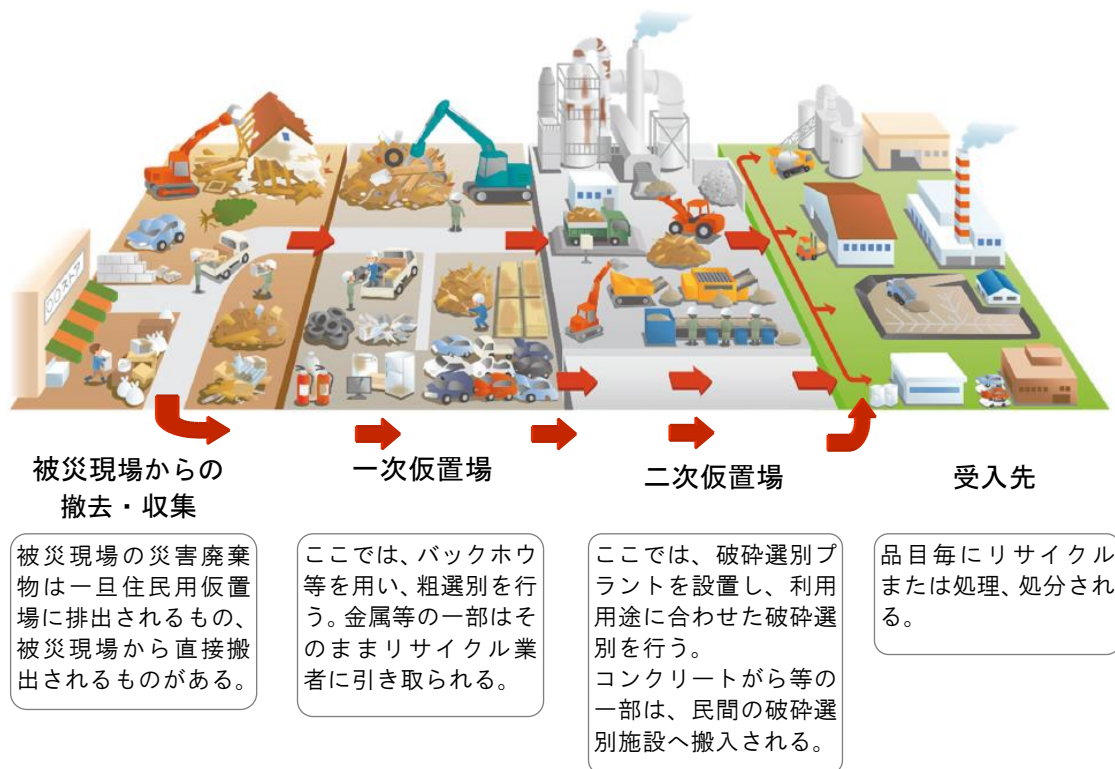 〇〇ストア
被災現場からの
撤去・収集
一次仮置場
二次仮置場
受入先
被災現場の災害廃棄
物は一旦住民用仮置
場に排出されるもの、
被災現場から直接搬
出されるものがある。
ここでは、バックホウ
等を用い、粗選別を行
う。金属等の一部はそ
のままリサイクル業
者に引き取られる。
ここでは、破砕選別プ
ラントを設置し、利用
用途に合わせた破砕選
別を行う。
コンクリートがら等の
一部は、民間の破砕選
別施設へ搬入される。
品目毎にリサイクル
または処理、処分され
る。